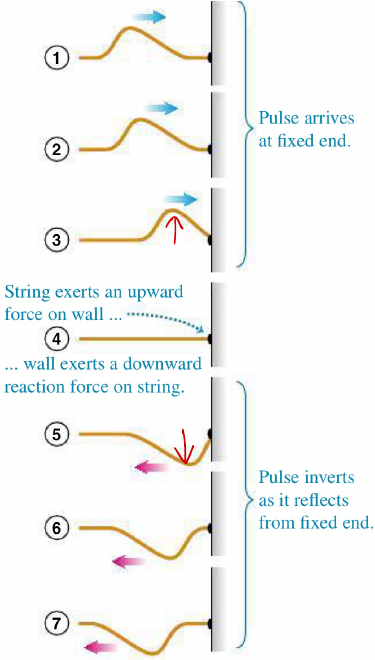 1
Pulse arrives
at fixed end.
2
3
String exerts an upward
force on wall ...
4
... wall exerts a downward
reaction force on string.
5
Pulse inverts
as it reflects
from fixed end.
6
7